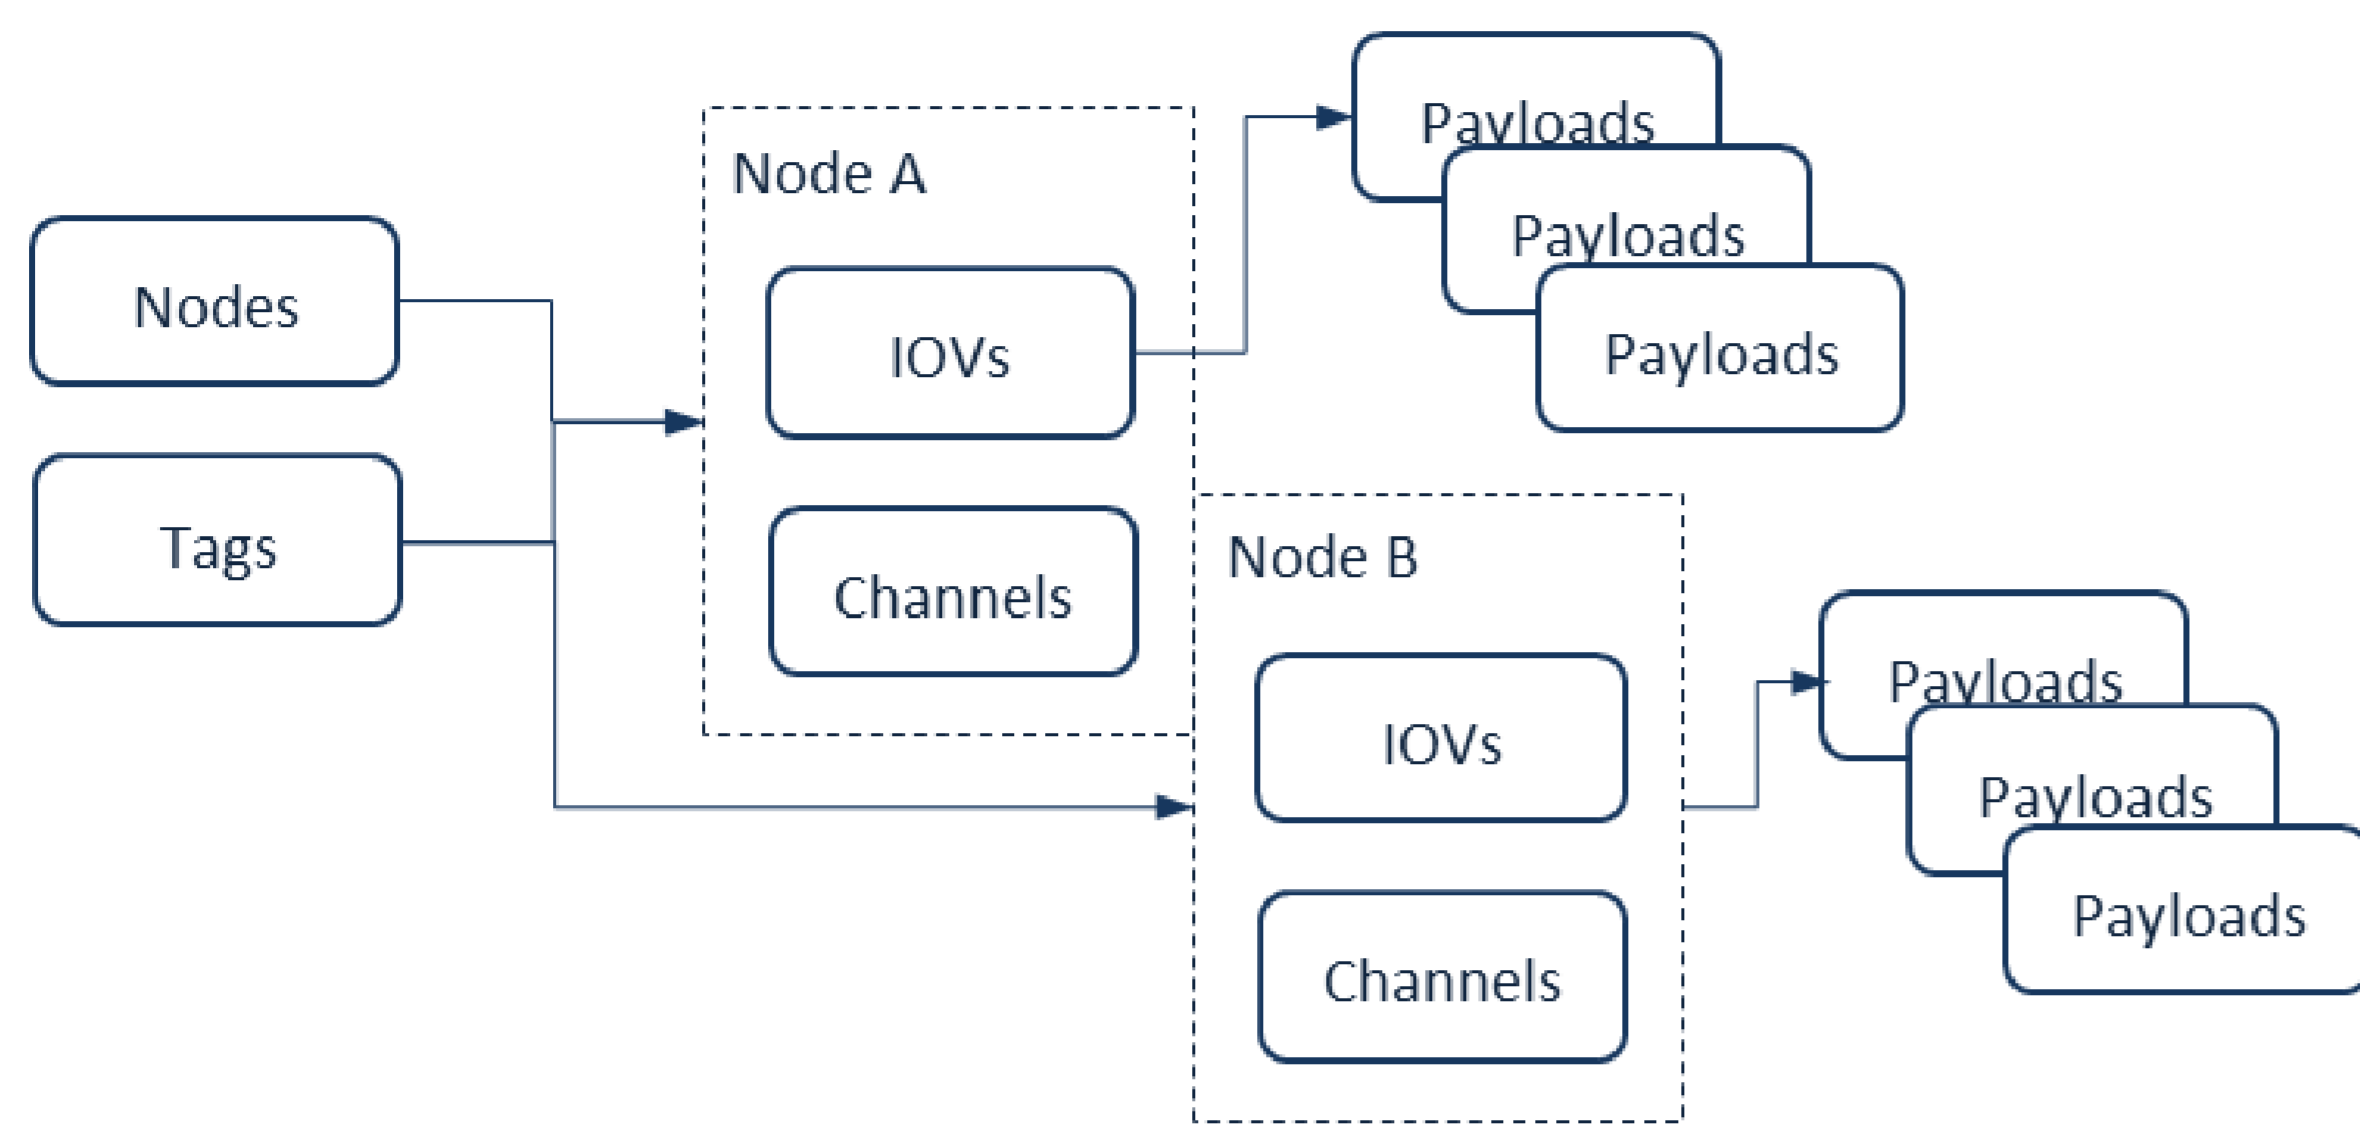 Nodes
Tags
Node A
IOVs
Channels
Payloads
Payloads
Payloads
Node B
IOVs
Channels
Payloads
Payloads
Payloads